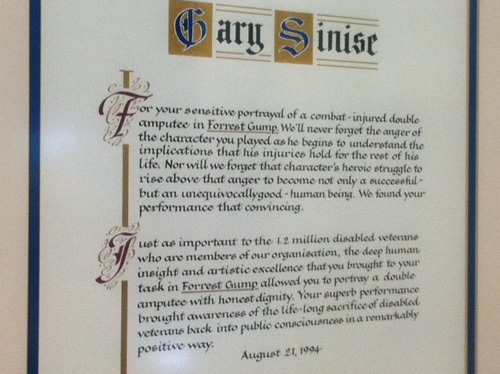 Gary Sinise
For your sensitive portrayal of a combat-injured double
amputee in Forrest Gump. We'll never forget the anger of
the character you played as he begins to understand the
implications that his injuries hold for the rest of his
life. Nor will we forget that character's heroic struggle to
rise above that anger to become not only a successful-
but an unequivocallygood-human being. We found your
performance that convincing.
Just as important to the 1.2 million disabled veterans
who are members of our organisation, the deep human
insight and artistic excellence that you brought to your
task in Forrest Gump allowed you to portray a double
amputee with honest dignity. Your superb performance
brought awareness of the life-long sacrifice of disabled
veterans back into public consciousness in a remarkably
positive way.
August 21, 1994